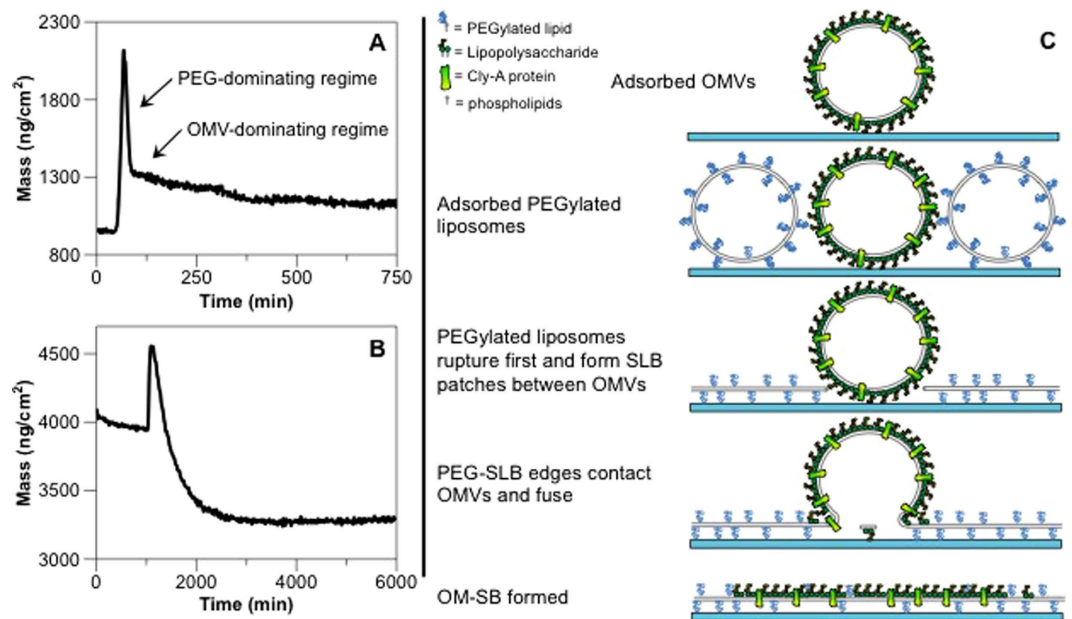 A
2300
1800
1300
800
Mass (ng/cm²)
PEG-dominating regime
OMV-dominating regime
0
250
500
750
Time (min)
B
4500
4000
3500
3000
Mass (ng/cm²)
0
2000
4000
6000
Time (min)
= PEGylated lipid
= Lipopolysaccharide
= Cly-A protein
= phospholipids
C
Adsorbed OMVs
Adsorbed PEGylated
liposomes
PEGylated liposomes
rupture first and form SLB
patches between OMVs
PEG-SLB edges contact
OMVs and fuse
OM-SB formed